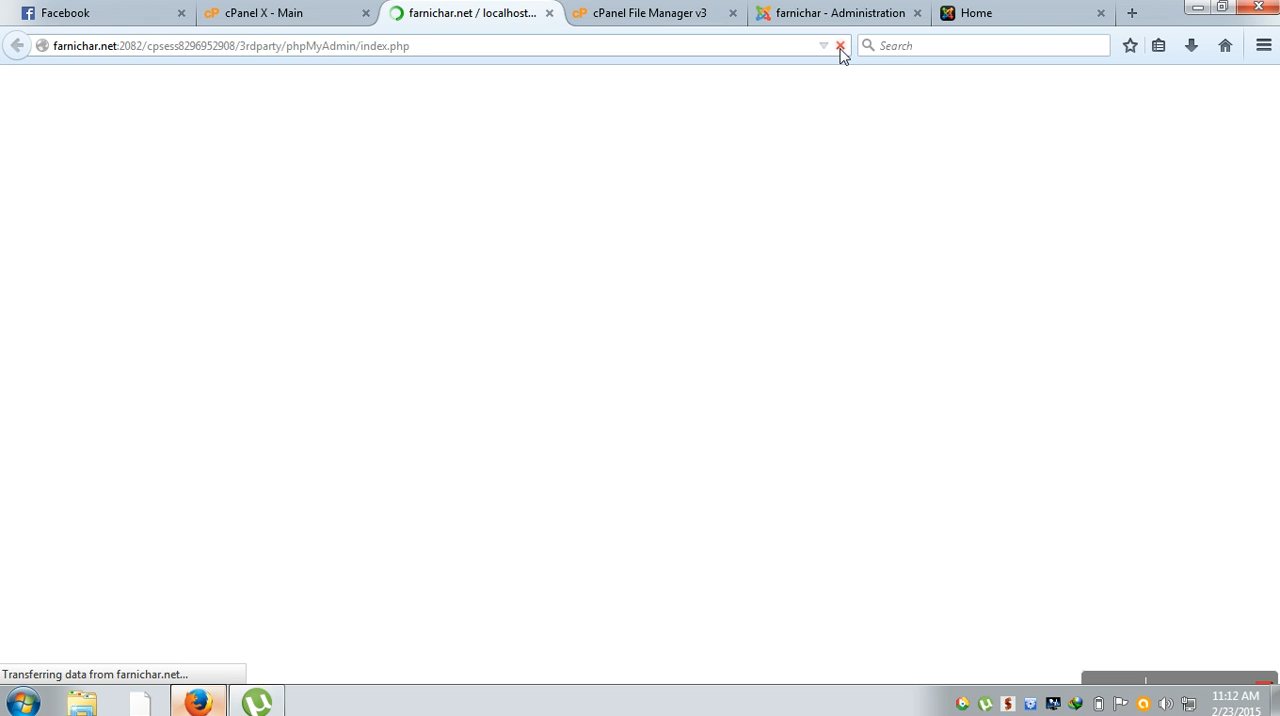 Facebook
cPanel X - Main
farnichar.net / localhost...
cPanel File Manager v3
farnichar - Administration
Home
farnichar.net:2082/cpsess8296952908/3rdparty/phpMyAdmin/index.php
Search
Transferring data from farnichar.net...
11:12 AM
2/23/2015